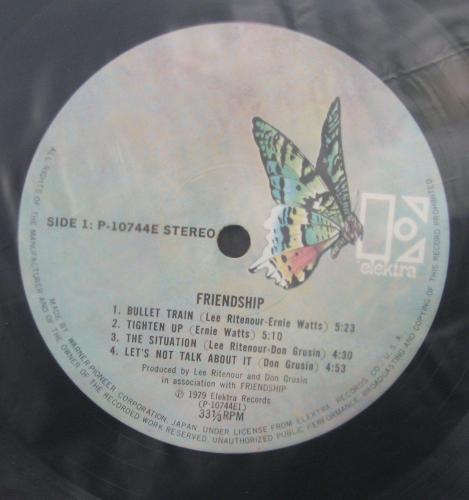 SIDE 1: P-10744E STEREO
elektra
FRIENDSHIP
1. BULLET TRAIN (Lee Ritenour-Ernie Watts) 5:23
2. TIGHTEN UP (Ernie Watts) 5:10
3. THE SITUATION (Lee Ritenour-Don Grusin) 4:30
4. LET'S NOT TALK ABOUT IT (Don Grusin) 4:53
Produced by Lee Ritenour and Don Grusin
in association with FRIENDSHIP
Ⓟ 1979 Elektra Records
(P-10744E1)
33⅓RPM
MADE BY WARNER-PIONEER CORPORATION, JAPAN. UNDER LICENSE FROM ELEKTRA RECORDS CO., U.S.A.
ALL RIGHTS OF THE MANUFACTURER AND OF THE OWNER OF THE RECORDED WORK RESERVED. UNAUTHORIZED PUBLIC PERFORMANCE, BROADCASTING AND COPYING OF THIS RECORD PROHIBITED.